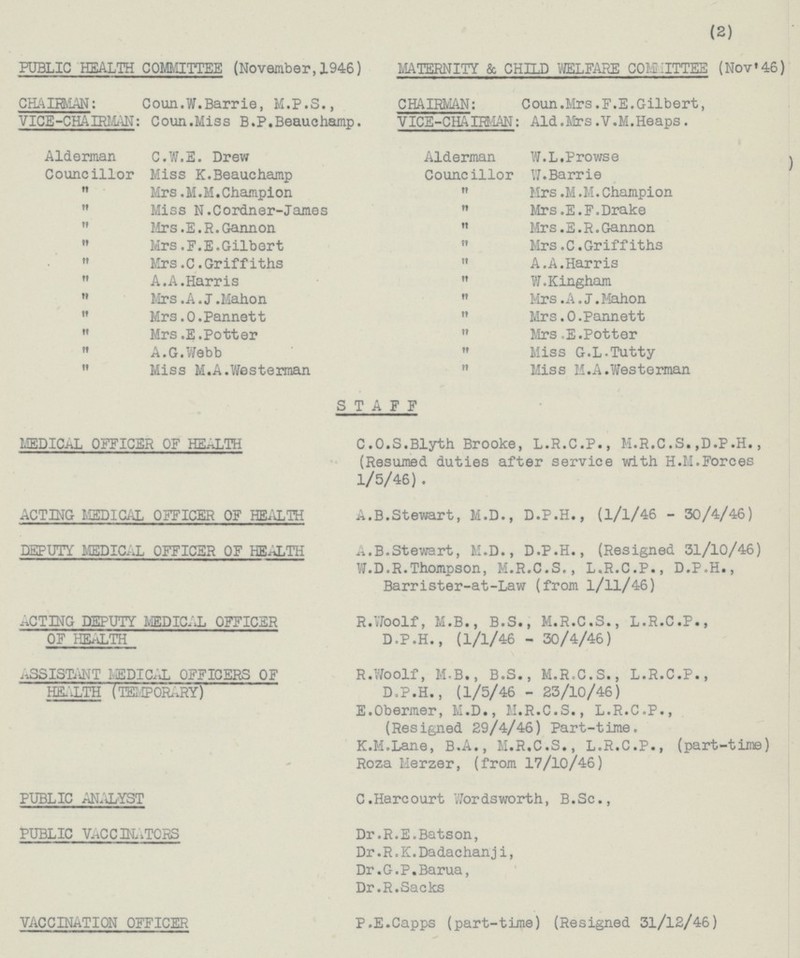 (2)
PUBLIC HEALTH COMMITTEE (November,1946)
CHAIRMAN: Coun.W.Barrie, M.P.S.,
VICE-CHAIRMAN: Coun.Miss B.P.Beauchamp.
Alderman C.W.E. Drew
Councillor Miss K.Beauchamp
" Mrs.M.M.Champion
" Miss N.Cordner-James
" Mrs.E.R.Gannon
" Mrs.F.E.Gilbert
" Mrs.C.Griffiths
" A.A.Harris
" Mrs.A.J.Mahon
" Mrs.O.Pannett
" Mrs.E.Potter
" A.G.Webb
" Miss M.A.Westerman
MATERNITY & CHILD WELFARE COMMITTEE (Nov'46)
CHAIRMAN: Coun.Mrs.F.E.Gilbert,
VICE-CHAIRMAN: Ald.Mrs.V.M.Heaps.
Alderman W.L.Prowse
Councillor W.Barrie
" Mrs.M.M.Champion
" Mrs.E.F.Drake
" Mrs.E.R.Gannon
" Mrs.C.Griffiths
" A.A.Harris
" W.Kingham
" Mrs.A.J.Mahon
" Mrs.O.Pannett
" Mrs.E.Potter
" Miss G.L.Tutty
" Miss M.A.Westerman
)
S T A F F
MEDICAL OFFICER OF HEALTH C.O.S.Blyth Brooke, L.R.C.P., M.R.C.S.,D.P.H.,
(Resumed duties after service with H.M.Forces
1/5/46).
ACTING MEDICAL OFFICER OF HEALTH A.B.Stewart, M.D., D.P.H., (1/1/46 - 30/4/46)
DEPUTY MEDICAL OFFICER OF HEALTH A.B.Stewart, M.D., D.P.H., (Resigned 31/10/46)
W.D.R.Thompson, M.R.C.S., L.R.C.P., D.P.H.,
Barrister-at-Law (from 1/11/46)
ACTING DEPUTY MEDICAL OFFICER R.Woolf, M.B., B.S., M.R.C.S., L.R.C.P.,
OF HEALTH D.P.H., (1/1/46 - 30/4/46)
ASSISTANT MEDICAL OFFICERS OF R.Woolf, M.B., B.S., M.R.C.S., L.R.C.P.,
HEALTH (TEMPORARY) D.P.H., (1/5/46 - 23/10/46)
E.Obermer, M.D., M.R.C.S., L.R.C.P.,
(Resigned 29/4/46) Part-time.
K.M.Lane, B.A., M.R.C.S., L.R.C.P., (part-time)
Roza Merzer, (from 17/10/46)
PUBLIC ANALYST C.Harcourt Wordsworth, B.Sc.,
PUBLIC VACCINATORS Dr.R.E.Batson,
Dr.R.K.Dadachanji,
Dr.G.P.Barua,
Dr.R.Sacks
VACCINATION OFFICER P.E.Capps (part-time) (Resigned 31/12/46)